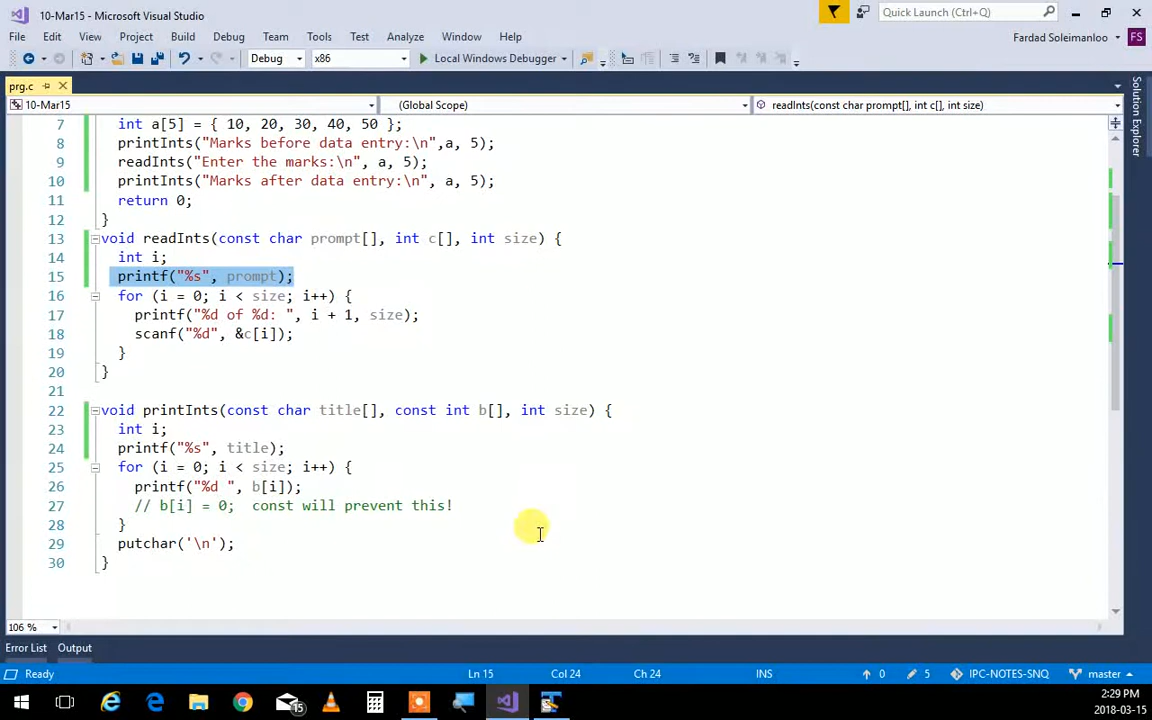 10-Mar15 - Microsoft Visual Studio
Quick Launch (Ctrl+Q)
File Edit View Project Build Debug Team Tools Test Analyze Window Help
Fardad Soleimanloo FS
Debug x86 Local Windows Debugger
prg.c
10-Mar15 (Global Scope) readInts(const char prompt[], int c[], int size)
7 int a[5] = { 10, 20, 30, 40, 50 };
8 printInts("Marks before data entry:\n",a, 5);
9 readInts("Enter the marks:\n", a, 5);
10 printInts("Marks after data entry:\n", a, 5);
11 return 0;
12 }
13 void readInts(const char prompt[], int c[], int size) {
14 int i;
15 printf("%s", prompt);
16 for (i = 0; i < size; i++) {
17 printf("%d of %d: ", i + 1, size);
18 scanf("%d", &c[i]);
19 }
20 }
21
22 void printInts(const char title[], const int b[], int size) {
23 int i;
24 printf("%s", title);
25 for (i = 0; i < size; i++) {
26 printf("%d ", b[i]);
27 // b[i] = 0;  const will prevent this!
28 }
29 putchar('\n');
30 }
Solution Explorer
106 %
Error List Output
Ready Ln 15 Col 24 Ch 24 INS 0 5 IPC-NOTES-SNQ master
15
2:29 PM
2018-03-15